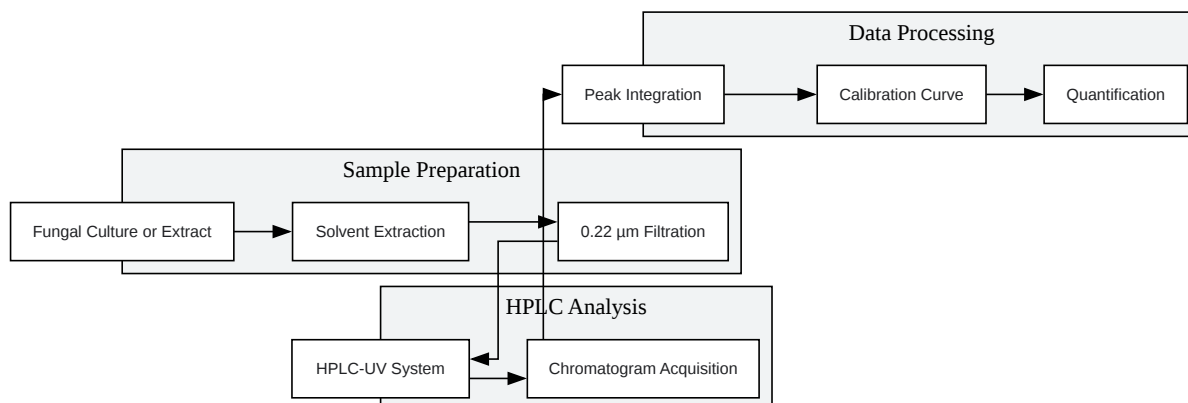 Data Processing
Peak Integration
Calibration Curve
Quantification
Sample Preparation
Fungal Culture or Extract
Solvent Extraction
0.22 µm Filtration
HPLC Analysis
HPLC-UV System
Chromatogram Acquisition